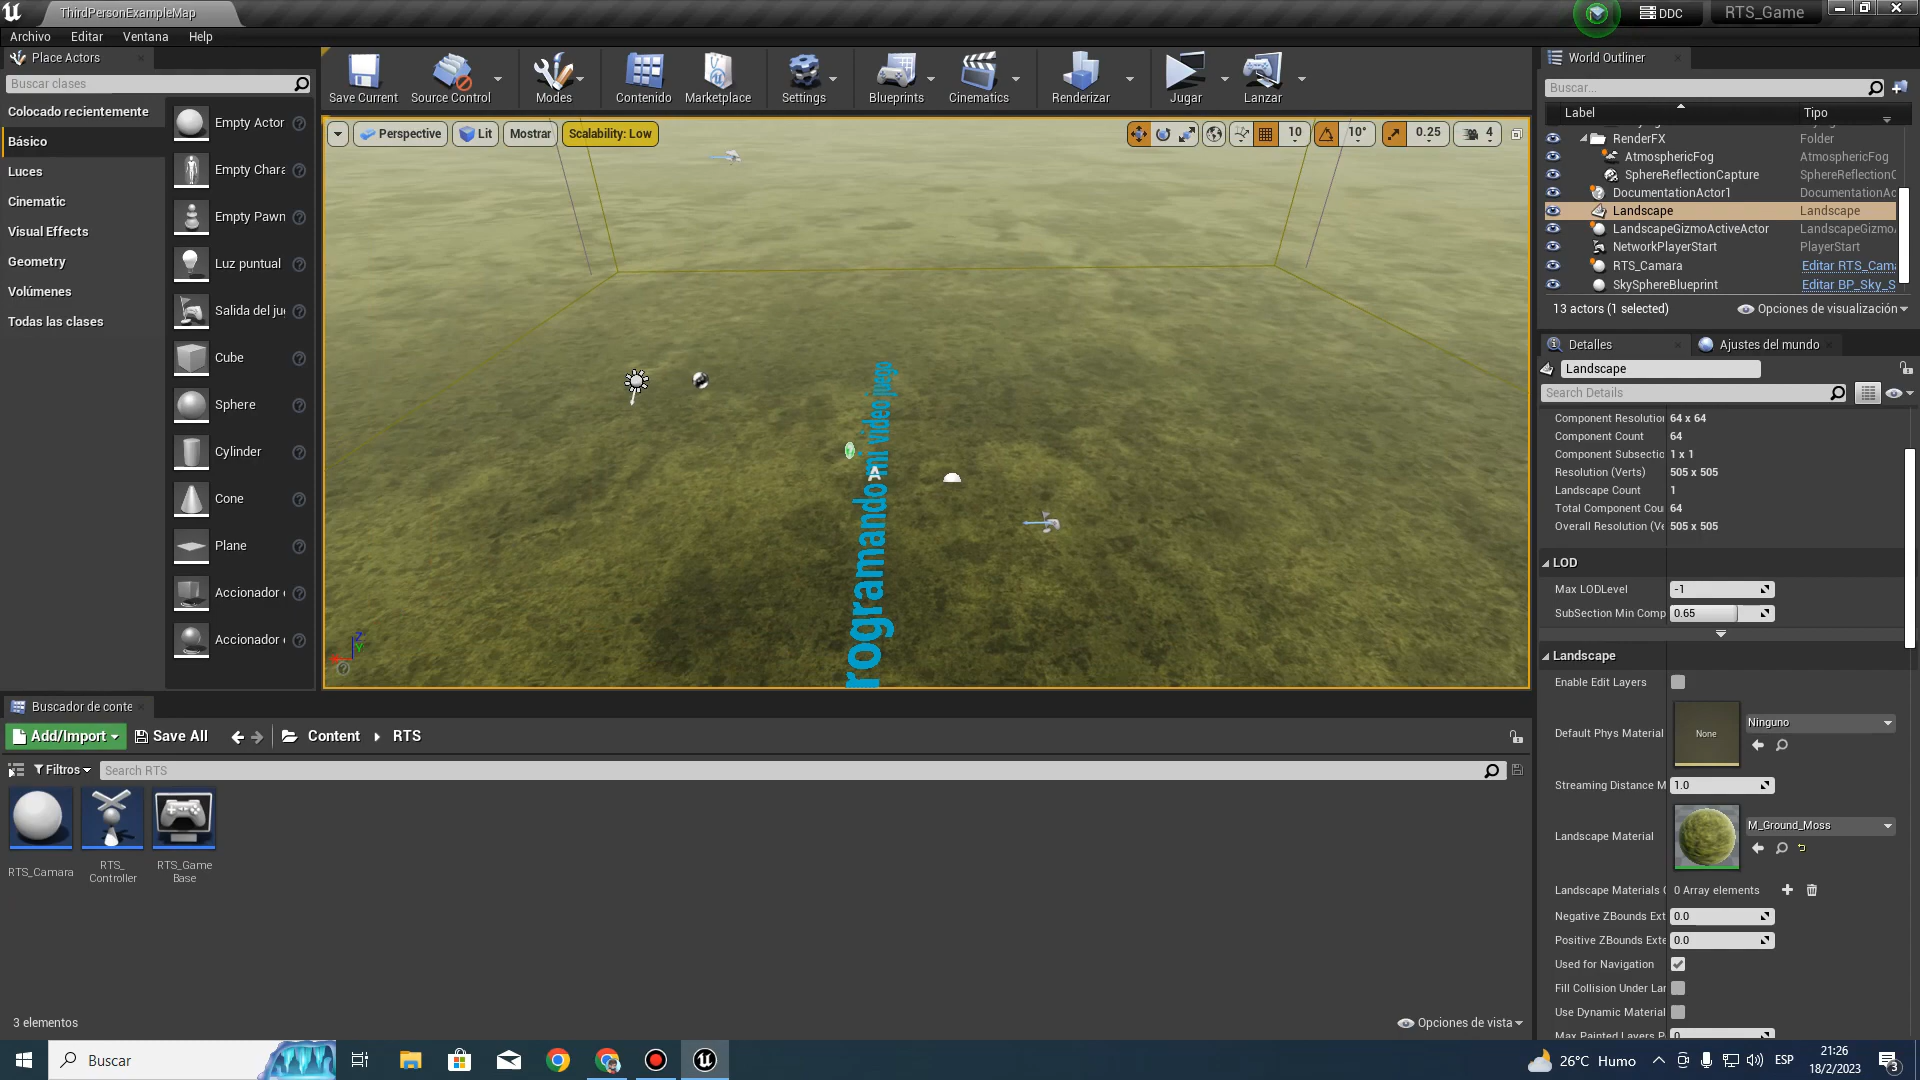 ThirdPersonExampleMap
DDC
RTS_Game
Archivo
Editar
Ventana
Help
Place Actors
Buscar clases
Colocado recientemente
Básico
Luces
Cinematic
Visual Effects
Geometry
Volúmenes
Todas las clases
Empty Actor
Empty Chara
Empty Pawn
Luz puntual
Salida del jug
Cube
Sphere
Cylinder
Cone
Plane
Accionador
Accionador
Save Current
Source Control
Modes
Contenido
Marketplace
Settings
Blueprints
Cinematics
Renderizar
Jugar
Lanzar
Perspective
Lit
Mostrar
Scalability: Low
10
10°
0.25
4
rogramando mi video juego
A
Z
Y
World Outliner
Buscar...
Label
Tipo
RenderFX
Folder
AtmosphericFog
AtmosphericFog
SphereReflectionCapture
SphereReflectionC
DocumentationActor1
DocumentationAc
Landscape
Landscape
LandscapeGizmoActiveActor
LandscapeGizmo
NetworkPlayerStart
PlayerStart
RTS_Camara
Editar RTS_Cama
SkySphereBlueprint
Editar BP_Sky_S
13 actors (1 selected)
Opciones de visualización
Detalles
Ajustes del mundo
Landscape
Search Details
Component Resolution
64 x 64
Component Count
64
Component Subsectio
1 x 1
Resolution (Verts)
505 x 505
Landscape Count
1
Total Component Cou
64
Overall Resolution (Ve
505 x 505
LOD
Max LODLevel
-1
SubSection Min Comp
0.65
Landscape
Enable Edit Layers
Default Phys Material
None
Ninguno
Streaming Distance M
1.0
Landscape Material
M_Ground_Moss
Landscape Materials
0 Array elements
Negative ZBounds Ext
0.0
Positive ZBounds Exte
0.0
Used for Navigation
Fill Collision Under Lar
Use Dynamic Material
Max Painted Layers P
0
Buscador de conte
Add/Import
Save All
Content
RTS
Filtros
Search RTS
RTS_Camara
RTS_
Controller
RTS_Game
Base
3 elementos
Opciones de vista
Buscar
26°C Humo
ESP
21:26
18/2/2023
3